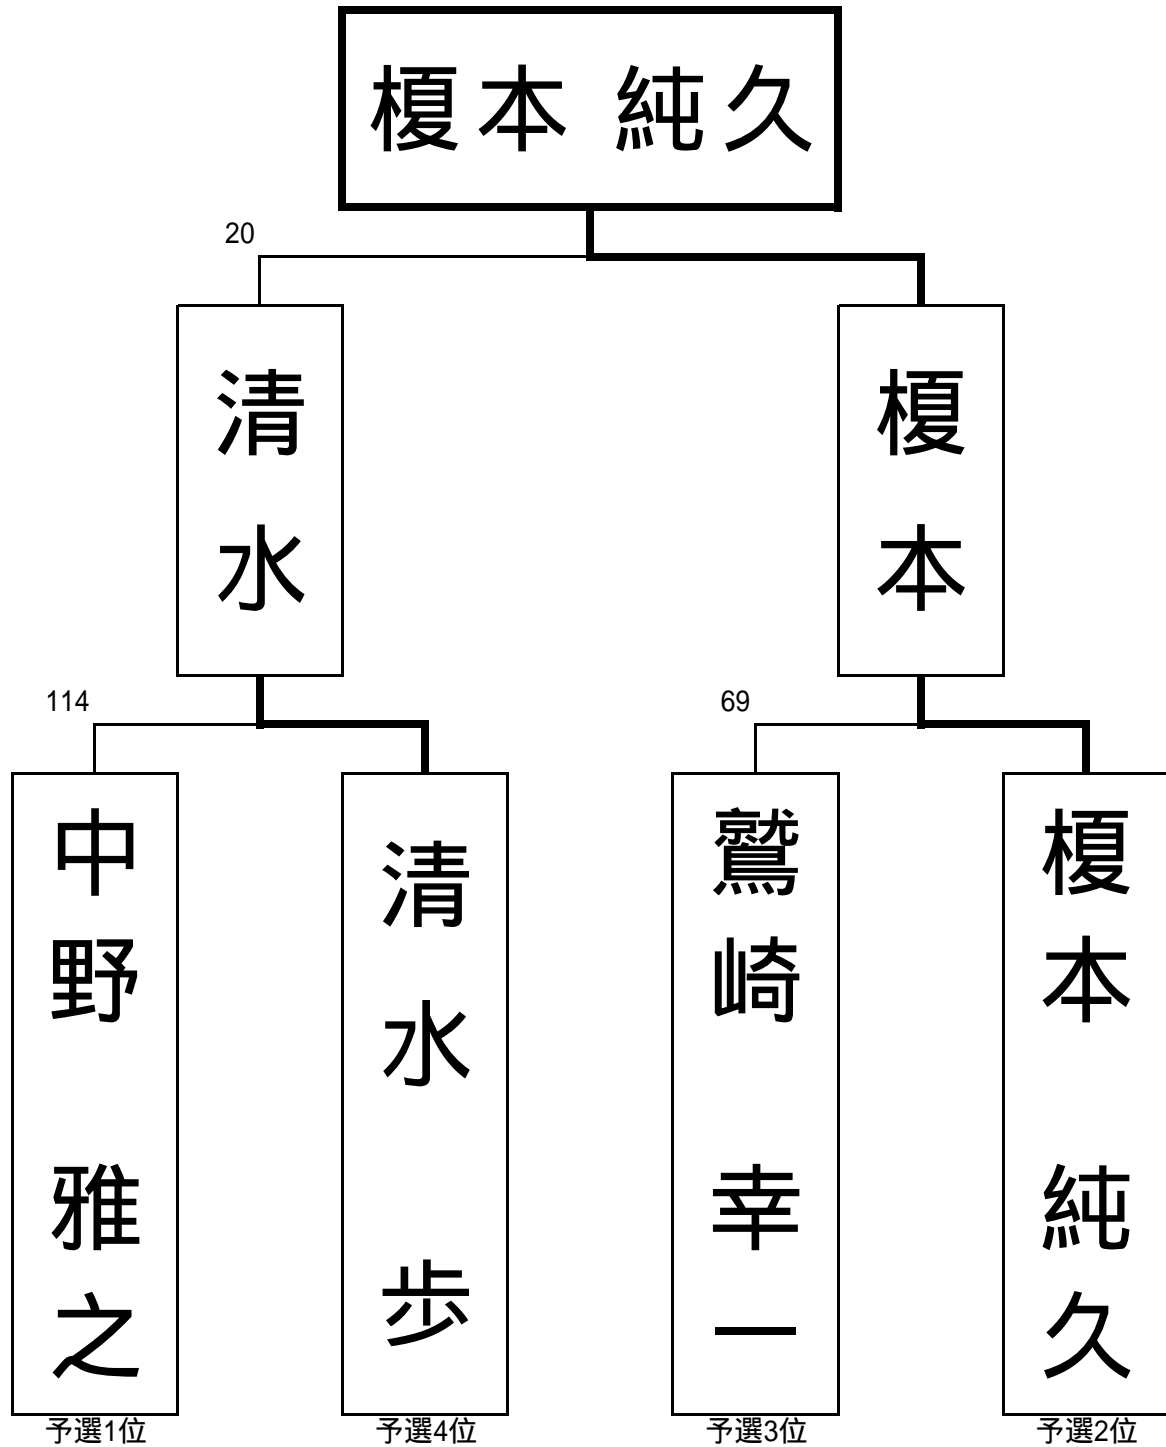 榎本 純久
20
清水
榎本
114
69
中野 雅之
清水 歩
鷲崎 幸一
榎本 純久
予選1位
予選4位
予選3位
予選2位